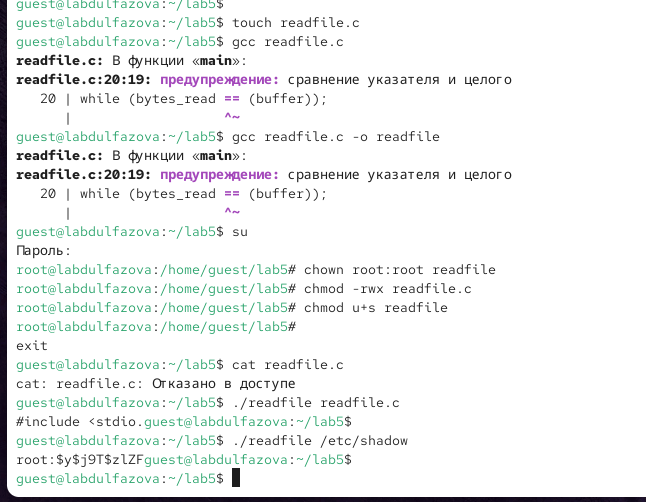 guest@labdulfazova:~/lab5$
guest@labdulfazova:~/lab5$ touch readfile.c
guest@labdulfazova:~/lab5$ gcc readfile.c
readfile.c: В функции «main»:
readfile.c:20:19: предупреждение: сравнение указателя и целого
   20 | while (bytes_read == (buffer));
      |                   ^~
guest@labdulfazova:~/lab5$ gcc readfile.c -o readfile
readfile.c: В функции «main»:
readfile.c:20:19: предупреждение: сравнение указателя и целого
   20 | while (bytes_read == (buffer));
      |                   ^~
guest@labdulfazova:~/lab5$ su
Пароль:
root@labdulfazova:/home/guest/lab5# chown root:root readfile
root@labdulfazova:/home/guest/lab5# chmod -rwx readfile.c
root@labdulfazova:/home/guest/lab5# chmod u+s readfile
root@labdulfazova:/home/guest/lab5#
exit
guest@labdulfazova:~/lab5$ cat readfile.c
cat: readfile.c: Отказано в доступе
guest@labdulfazova:~/lab5$ ./readfile readfile.c
#include <stdio.guest@labdulfazova:~/lab5$
guest@labdulfazova:~/lab5$ ./readfile /etc/shadow
root:$y$j9T$zlZFguest@labdulfazova:~/lab5$
guest@labdulfazova:~/lab5$